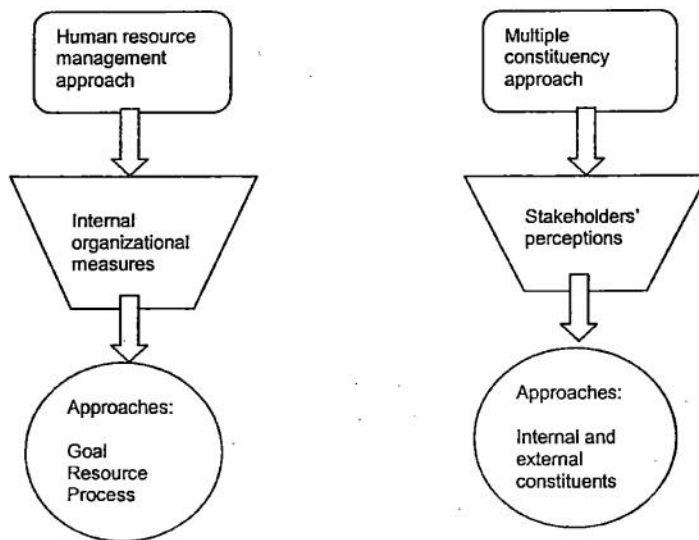 Human resource
management
approach
Internal
organizational
measures
Approaches:
Goal
Resource
Process
Multiple
constituency
approach
Stakeholders'
perceptions
Approaches:
Internal and
external
constituents